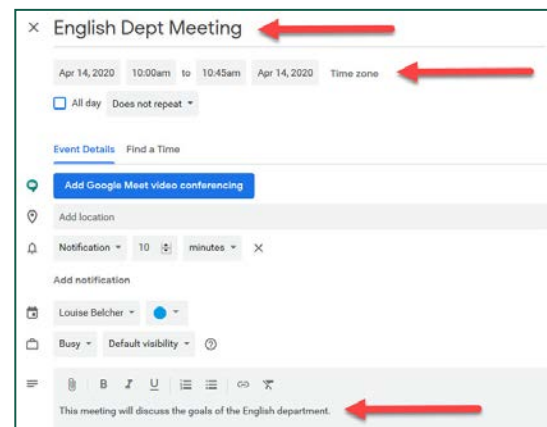 English Dept Meeting
Apr 14, 2020 10:00am to 10:45am Apr 14, 2020 Time zone
All day Does not repeat
Event Details Find a Time
Add Google Meet video conferencing
Add location
Notification 10 minutes
Add notification
Louise Belcher
Busy Default visibility
B I U
This meeting will discuss the goals of the English department.